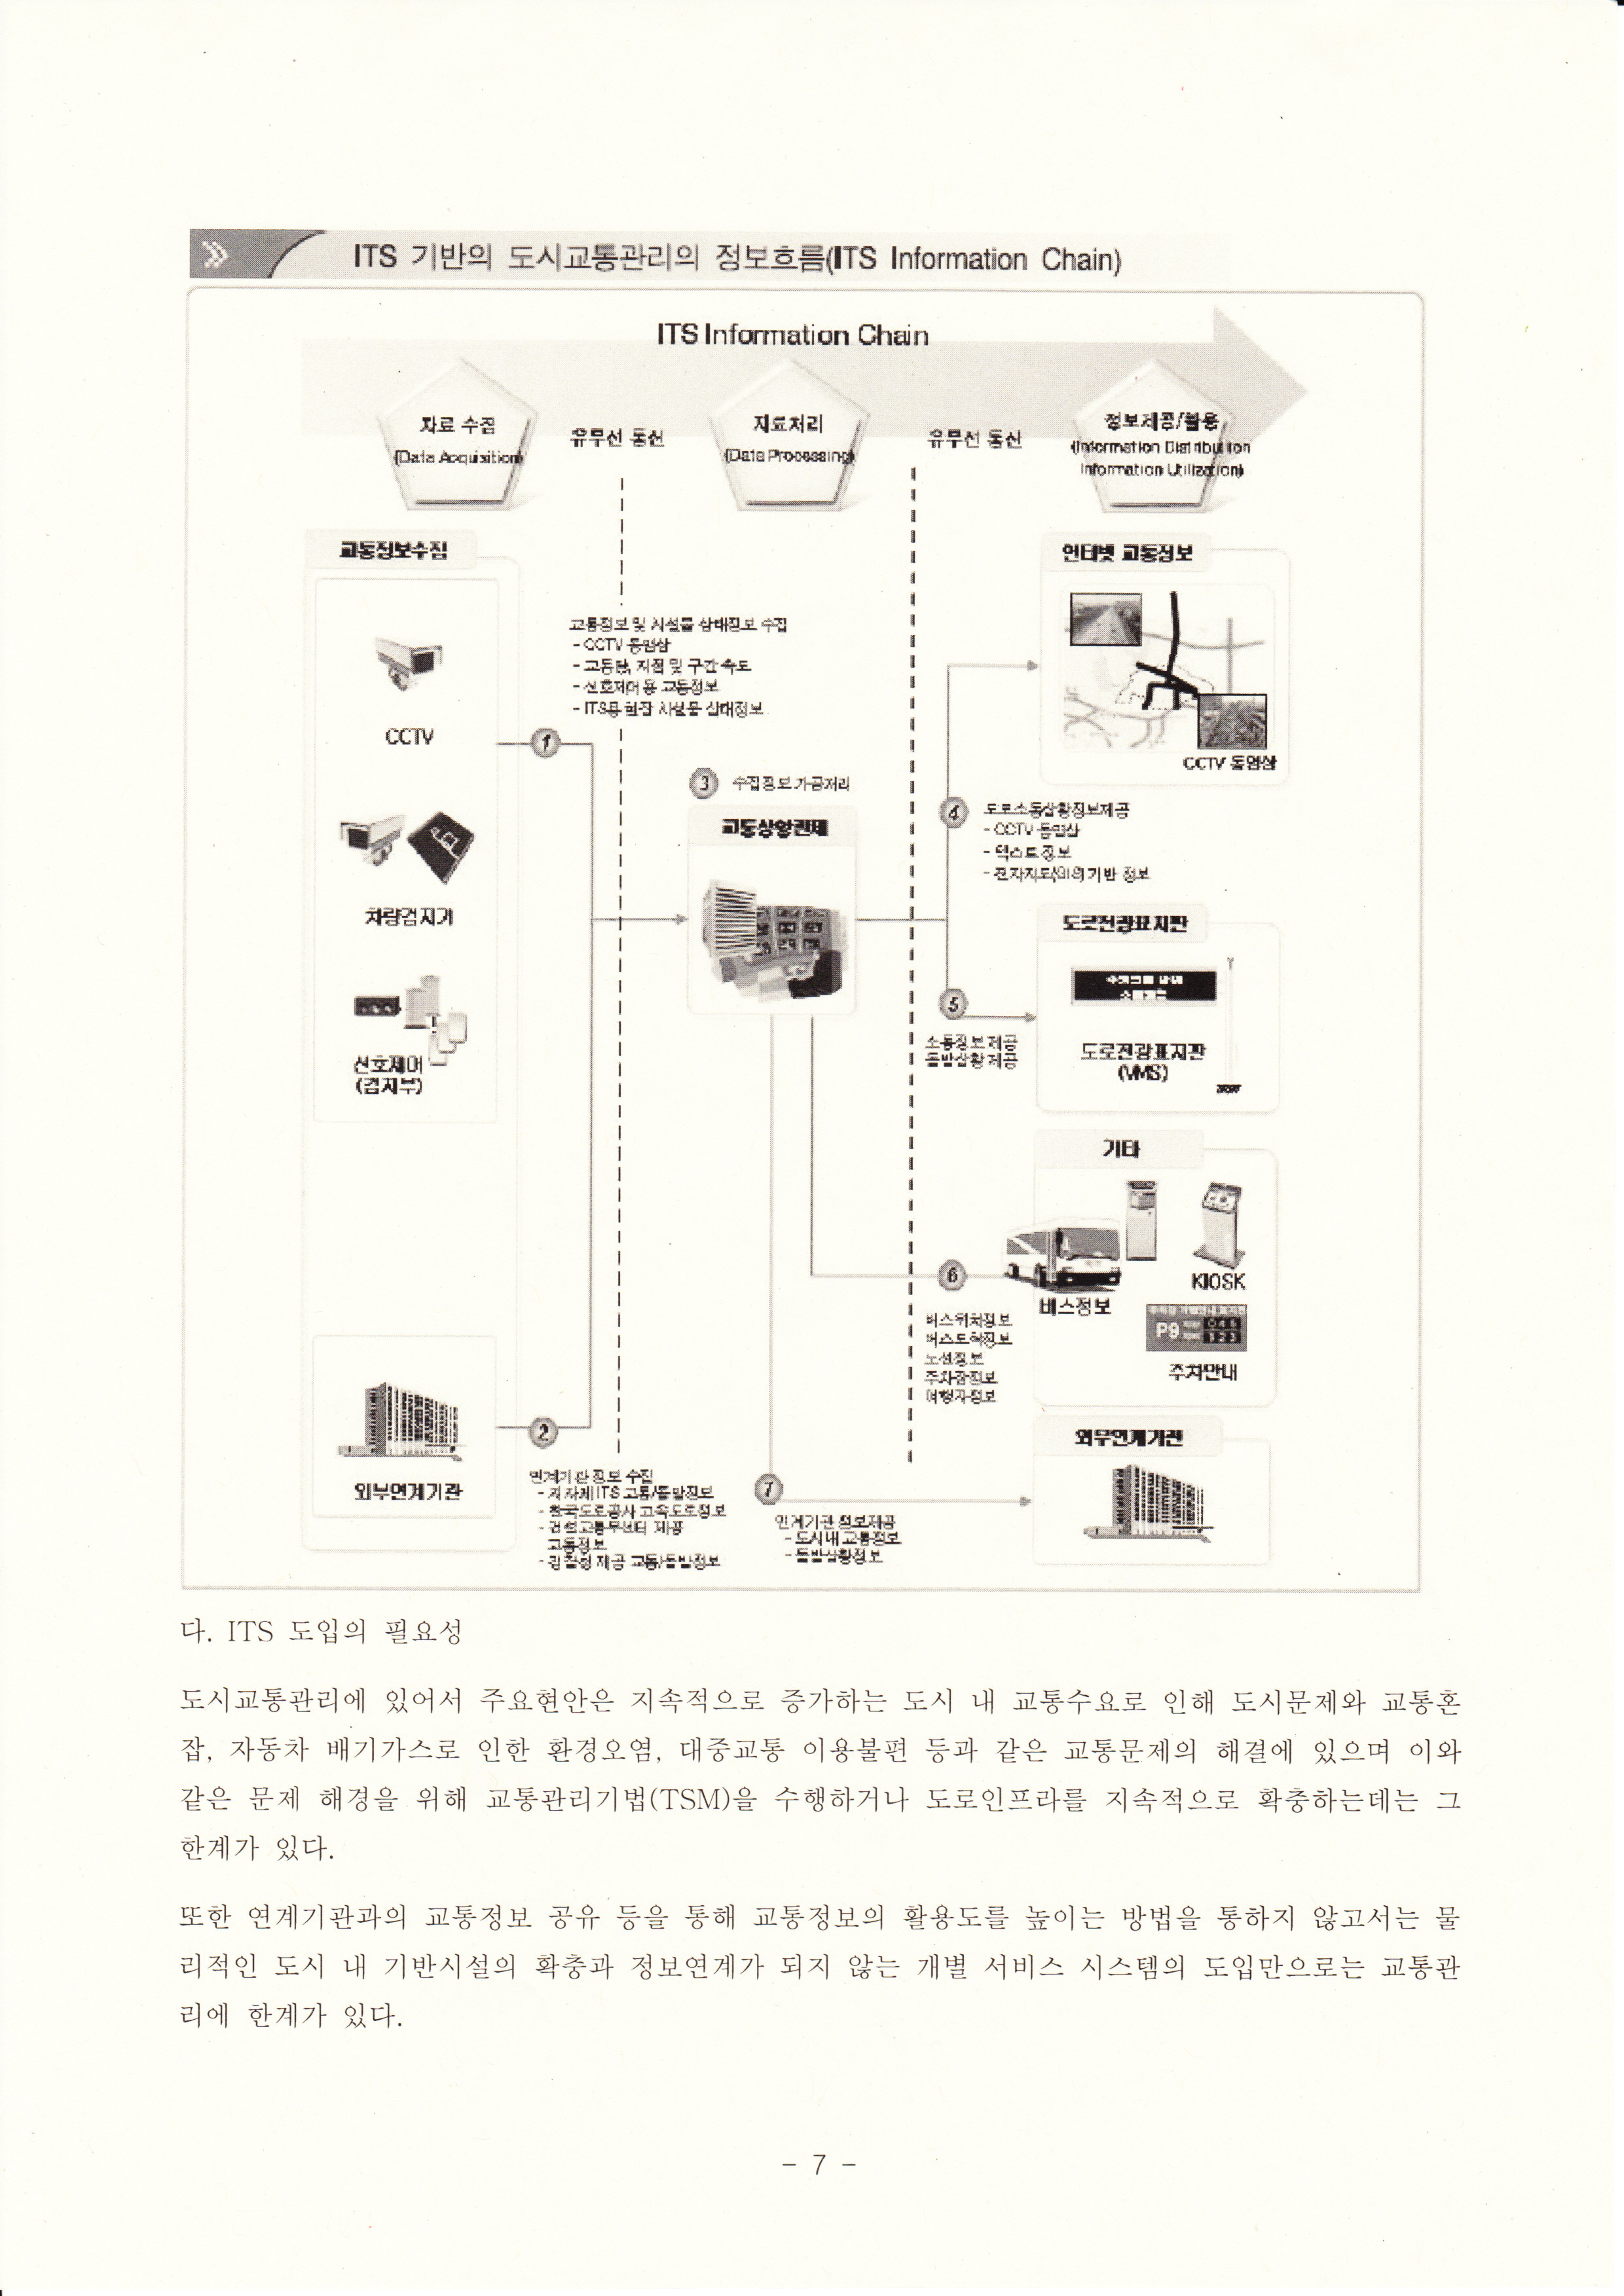 ITS 기반의 도시교통관리의 정보흐름(ITS Information Chain)
ITS Information Chain
자료 수집
(Data Acquisition)
유무선 통신
자료처리
(Data Processing)
유무선 통신
정보제공/활용
(Information Distribution
Information Utilization)
교통정보수집
CCTV
차량검지기
신호제어
(검지부)
외부연계기관
교통정보 및 시설물 상태정보 수집
- CCTV 동영상
- 교통량, 지점 및 구간 속도
- 신호제어용 교통정보
- ITS용 현장 시설물 상태정보
1
2
연계기관 정보 수집
- 지자체 ITS 교통/돌발정보
- 한국도로공사 고속도로정보
- 건설교통부센터 제공
교통정보
- 경찰청 제공 교통/돌발정보
3 수집정보 가공처리
교통상황관제
4 도로소통상황정보제공
- CCTV 동영상
- 텍스트 정보
- 전자지도(GIS)기반 정보
5
소통정보 제공
돌발상황 제공
6
버스위치정보
버스도착정보
노선정보
주차장정보
여행자정보
7
연계기관 정보제공
- 도시내 교통정보
- 돌발상황정보
인터넷 교통정보
CCTV 동영상
도로전광표지판
도로전광표지판
(VMS)
기타
KIOSK
버스정보
P9
주차안내
외부연계기관
다. ITS 도입의 필요성
도시교통관리에 있어서 주요현안은 지속적으로 증가하는 도시 내 교통수요로 인해 도시문제와 교통혼
잡, 자동차 배기가스로 인한 환경오염, 대중교통 이용불편 등과 같은 교통문제의 해결에 있으며 이와
같은 문제 해경을 위해 교통관리기법(TSM)을 수행하거나 도로인프라를 지속적으로 확충하는데는 그
한계가 있다.
또한 연계기관과의 교통정보 공유 등을 통해 교통정보의 활용도를 높이는 방법을 통하지 않고서는 물
리적인 도시 내 기반시설의 확충과 정보연계가 되지 않는 개별 서비스 시스템의 도입만으로는 교통관
리에 한계가 있다.
- 7 -